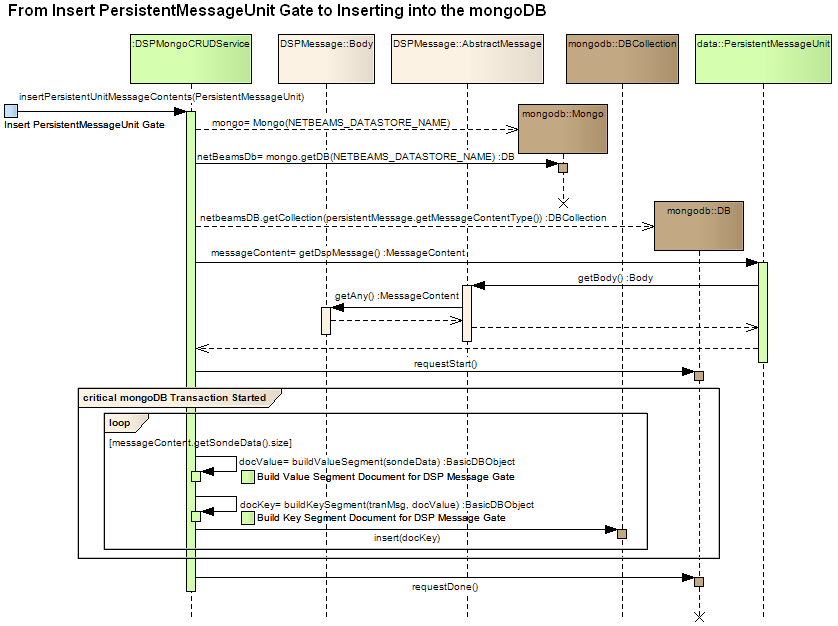 From Insert PersistentMessageUnit Gate to Inserting into the mongoDB
:DSPMongoCRUDService
DSPMessage::Body
DSPMessage::AbstractMessage
mongodb::DBCollection
data::PersistentMessageUnit
insertPersistentUnitMessageContents(PersistentMessageUnit)
Insert PersistentMessageUnit Gate
mongo= Mongo(NETBEAMS_DATASTORE_NAME)
mongodb::Mongo
netBeamsDb= mongo.getDB(NETBEAMS_DATASTORE_NAME) :DB
netbeamsDB.getCollection(persistentMessage.getMessageContentType()) :DBCollection
mongodb::DB
messageContent= getDspMessage() :MessageContent
getBody() :Body
getAny() :MessageContent
requestStart()
critical mongoDB Transaction Started
loop
[messageContent.getSondeData().size]
docValue= buildValueSegment(sondeData) :BasicDBObject
Build Value Segment Document for DSP Message Gate
docKey= buildKeySegment(tranMsg, docValue) :BasicDBObject
Build Key Segment Document for DSP Message Gate
insert(docKey)
requestDone()